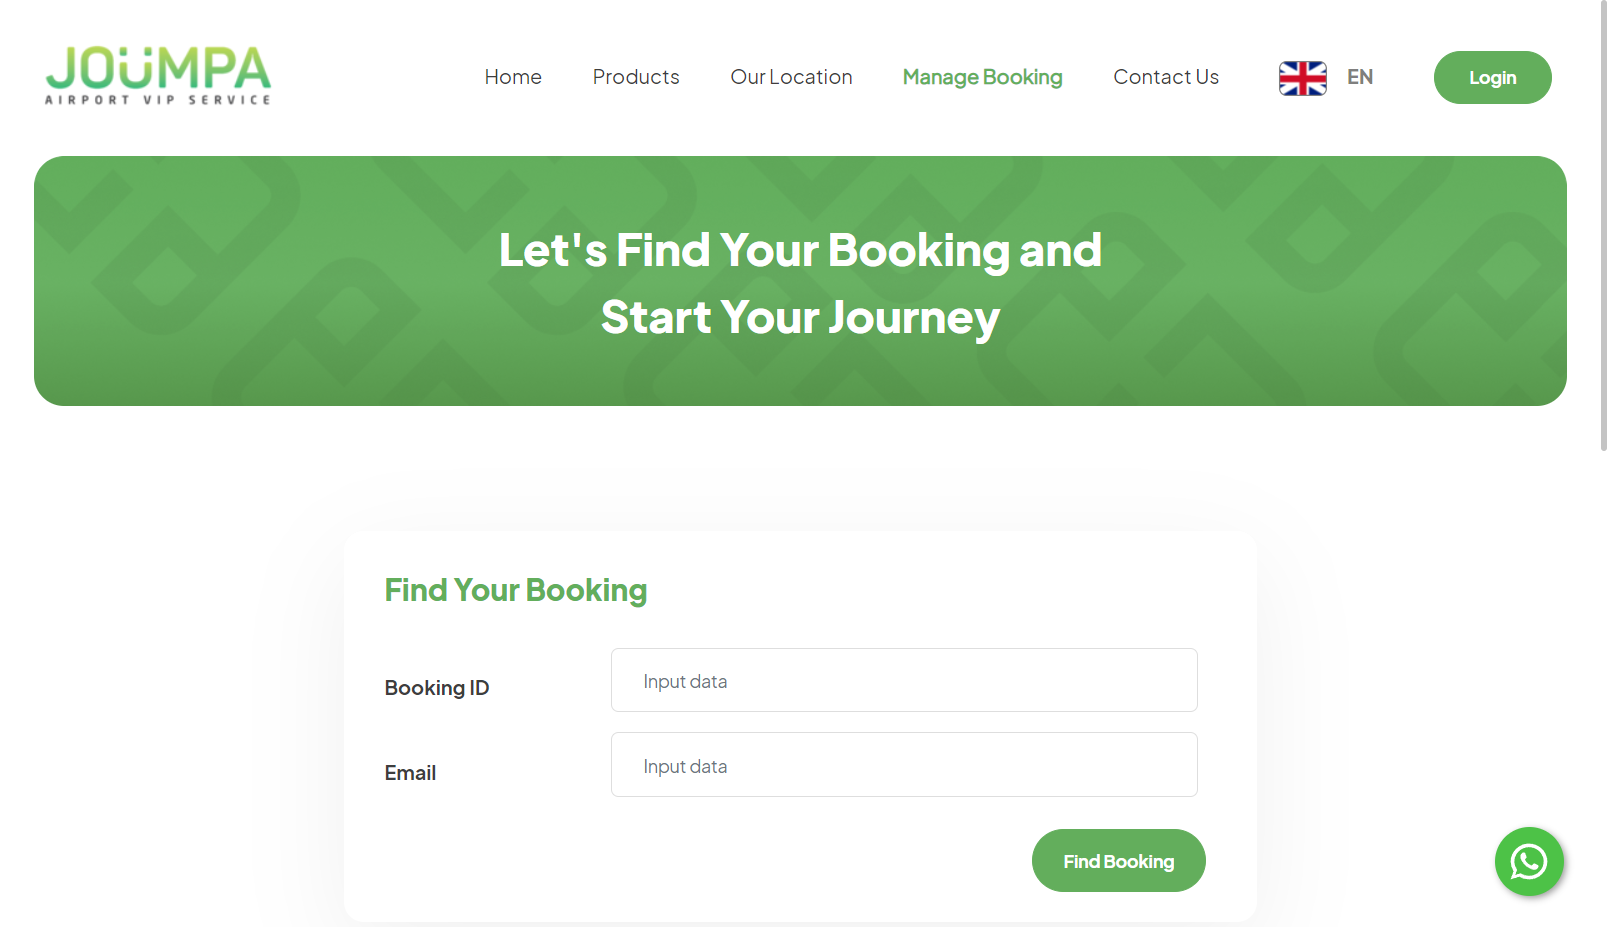 JOÜMPA
AIRPORT VIP SERVICE
Home
Products
Our Location
Manage Booking
Contact Us
EN
Login
Let's Find Your Booking and
Start Your Journey
Find Your Booking
Booking ID
Input data
Email
Input data
Find Booking